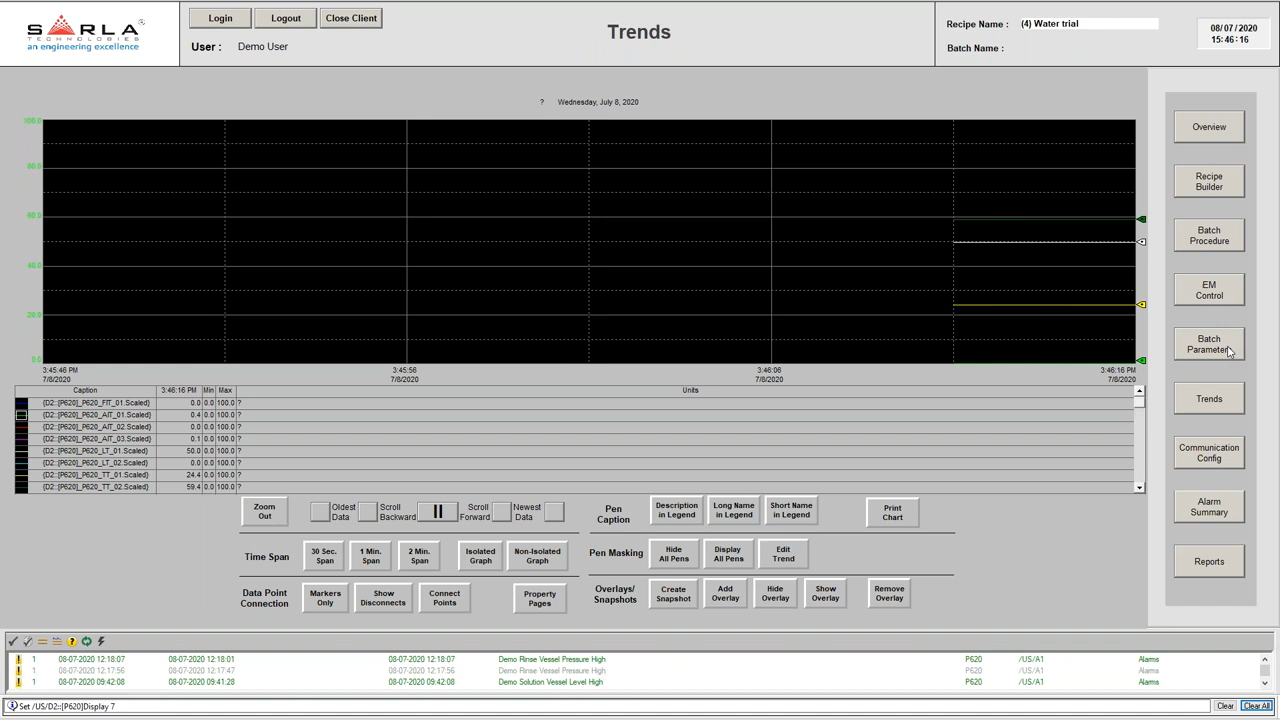 SARLA
TECHNOLOGIES
an engineering excellence
Login
Logout
Close Client
User :
Demo User
Trends
Recipe Name :
(4) Water trial
Batch Name :
08/07/2020
15:46:16
? Wednesday, July 8, 2020
100.0
80.0
60.0
40.0
20.0
0.0
3:45:46 PM
7/8/2020
3:45:56
7/8/2020
3:46:06
7/8/2020
3:46:16 PM
7/8/2020
Caption 3:46:16 PM Min Max Units
{D2::[P620]_P620_FIT_01.Scaled} 0.0 0.0 100.0 ?
{D2::[P620]_P620_AIT_01.Scaled} 0.4 0.0 100.0 ?
{D2::[P620]_P620_AIT_02.Scaled} 0.0 0.0 100.0 ?
{D2::[P620]_P620_AIT_03.Scaled} 0.1 0.0 100.0 ?
{D2::[P620]_P620_LT_01.Scaled} 50.0 0.0 100.0 ?
{D2::[P620]_P620_LT_02.Scaled} 0.0 0.0 100.0 ?
{D2::[P620]_P620_TT_01.Scaled} 24.4 0.0 100.0 ?
{D2::[P620]_P620_TT_02.Scaled} 59.4 0.0 100.0 ?
Zoom
Out
Oldest
Data
Scroll
Backward
Scroll
Forward
Newest
Data
Time Span
30 Sec.
Span
1 Min.
Span
2 Min.
Span
Isolated
Graph
Non-Isolated
Graph
Data Point
Connection
Markers
Only
Show
Disconnects
Connect
Points
Property
Pages
Pen
Caption
Description
in Legend
Long Name
in Legend
Short Name
in Legend
Print
Chart
Pen Masking
Hide
All Pens
Display
All Pens
Edit
Trend
Overlays/
Snapshots
Create
Snapshot
Add
Overlay
Hide
Overlay
Show
Overlay
Remove
Overlay
Overview
Recipe
Builder
Batch
Procedure
EM
Control
Batch
Parameters
Trends
Communication
Config
Alarm
Summary
Reports
1 08-07-2020 12:18:07 08-07-2020 12:18:01 08-07-2020 12:18:07 Demo Rinse Vessel Pressure High P620 /US/A1 Alarms
1 08-07-2020 12:17:56 08-07-2020 12:17:47 08-07-2020 12:17:56 Demo Rinse Vessel Pressure High P620 /US/A1 Alarms
1 08-07-2020 09:42:08 08-07-2020 09:41:28 08-07-2020 09:42:08 Demo Solution Vessel Level High P620 /US/A1 Alarms
Set /US/D2::[P620]Display 7
Clear
Clear All